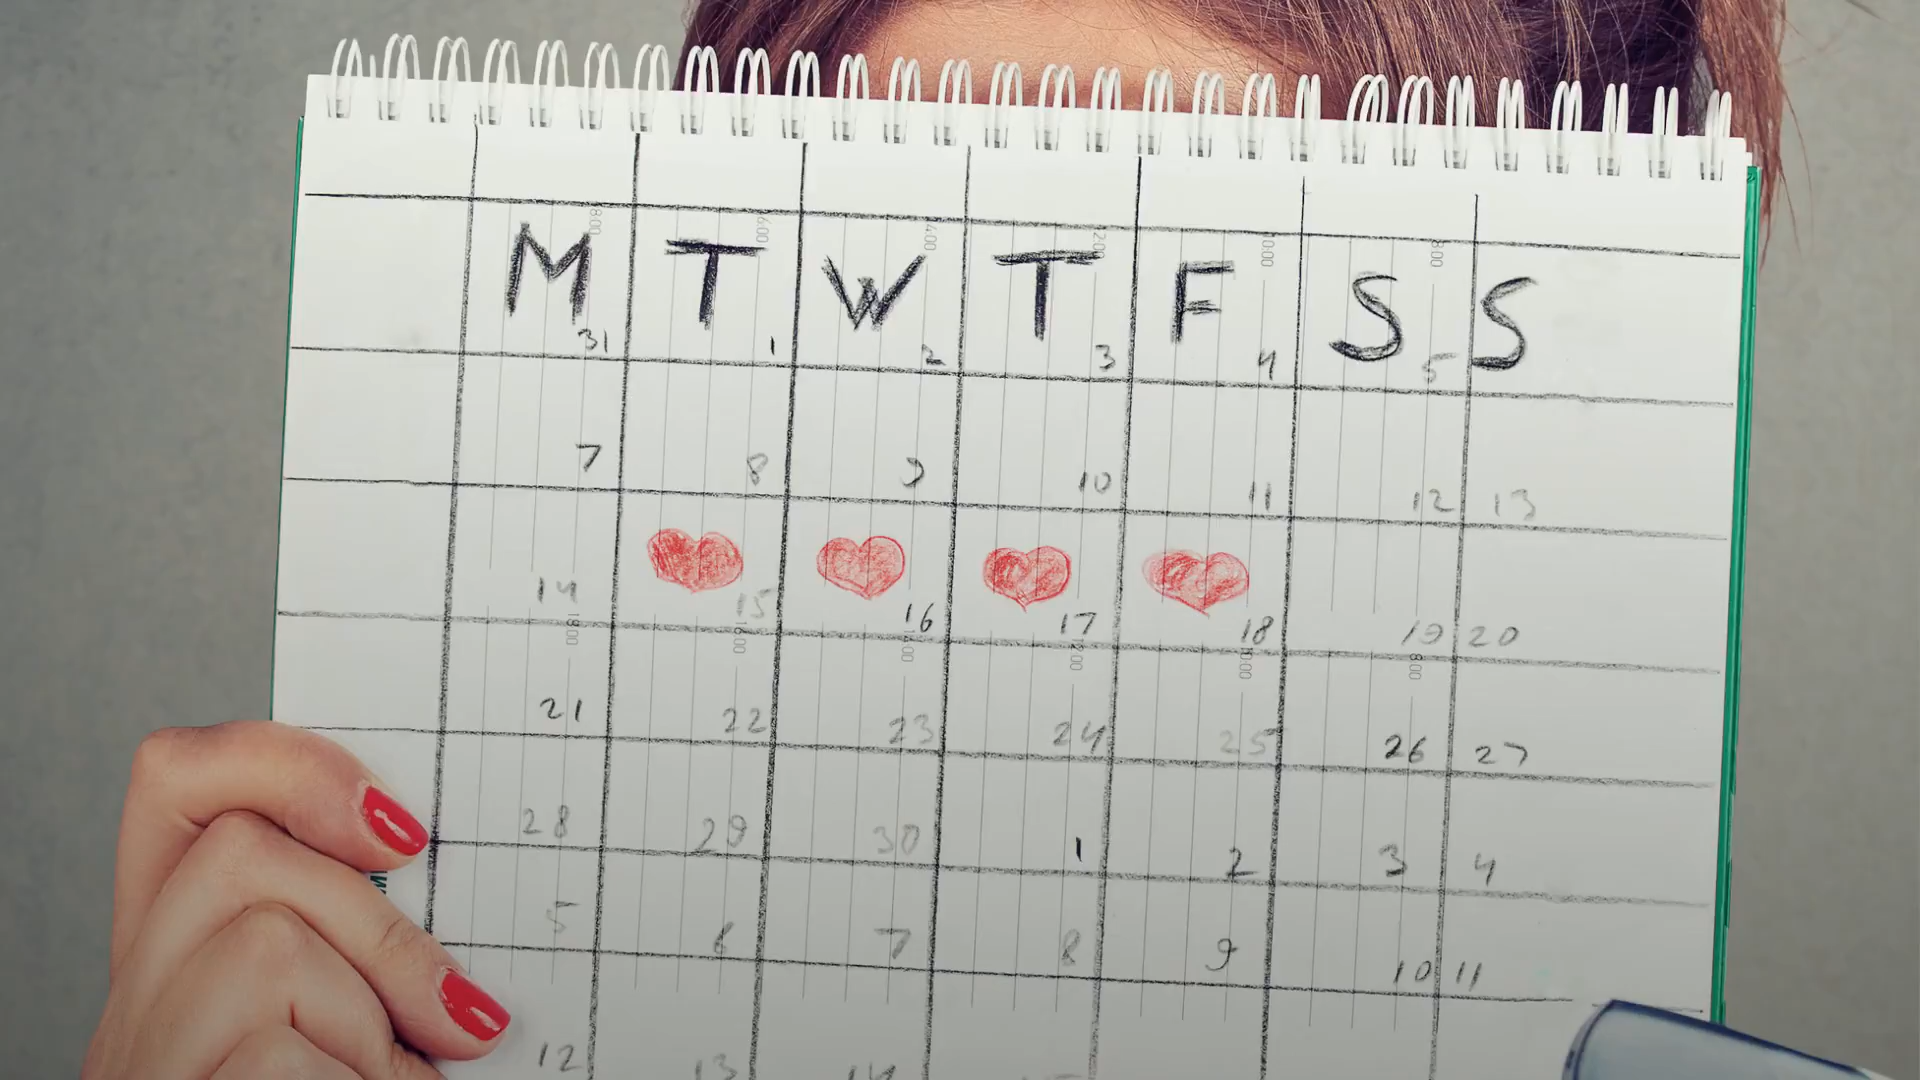 M T W T F S S
31 1 2 3 4 5
7 8 9 10 11 12 13
14 15 16 17 18 19 20
21 22 23 24 25 26 27
28 29 30 1 2 3 4
5 6 7 8 9 10 11
12 13 14